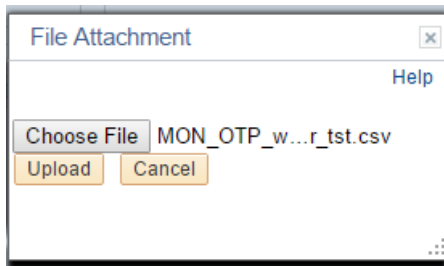 File Attachment
Help
Choose File MON_OTP_w...r_tst.csv
Upload Cancel